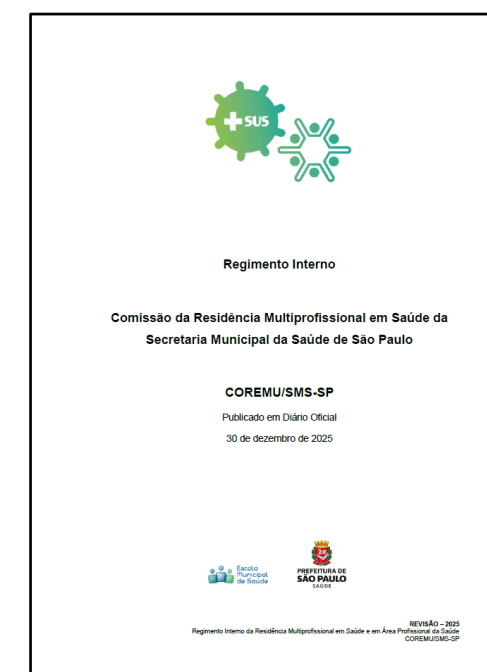 + SUS
Regimento Interno
Comissão da Residência Multiprofissional em Saúde da
Secretaria Municipal da Saúde de São Paulo
COREMU/SMS-SP
Publicado em Diário Oficial
30 de dezembro de 2025
Escola
Municipal
de Saúde
PREFEITURA DE
SÃO PAULO
SAÚDE
REVISÃO – 2025
Regimento Interno da Residência Multiprofissional em Saúde e em Área Profissional da Saúde
COREMU/SMS-SP